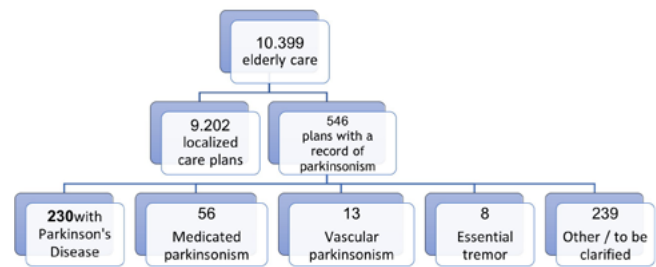 10.399
elderly care
9.202
localized
care plans
546
plans with a
record of
parkinsonism
230with
Parkinson's
Disease
56
Medicated
parkinsonism
13
Vascular
parkinsonism
8
Essential
tremor
239
Other / to be
clarified